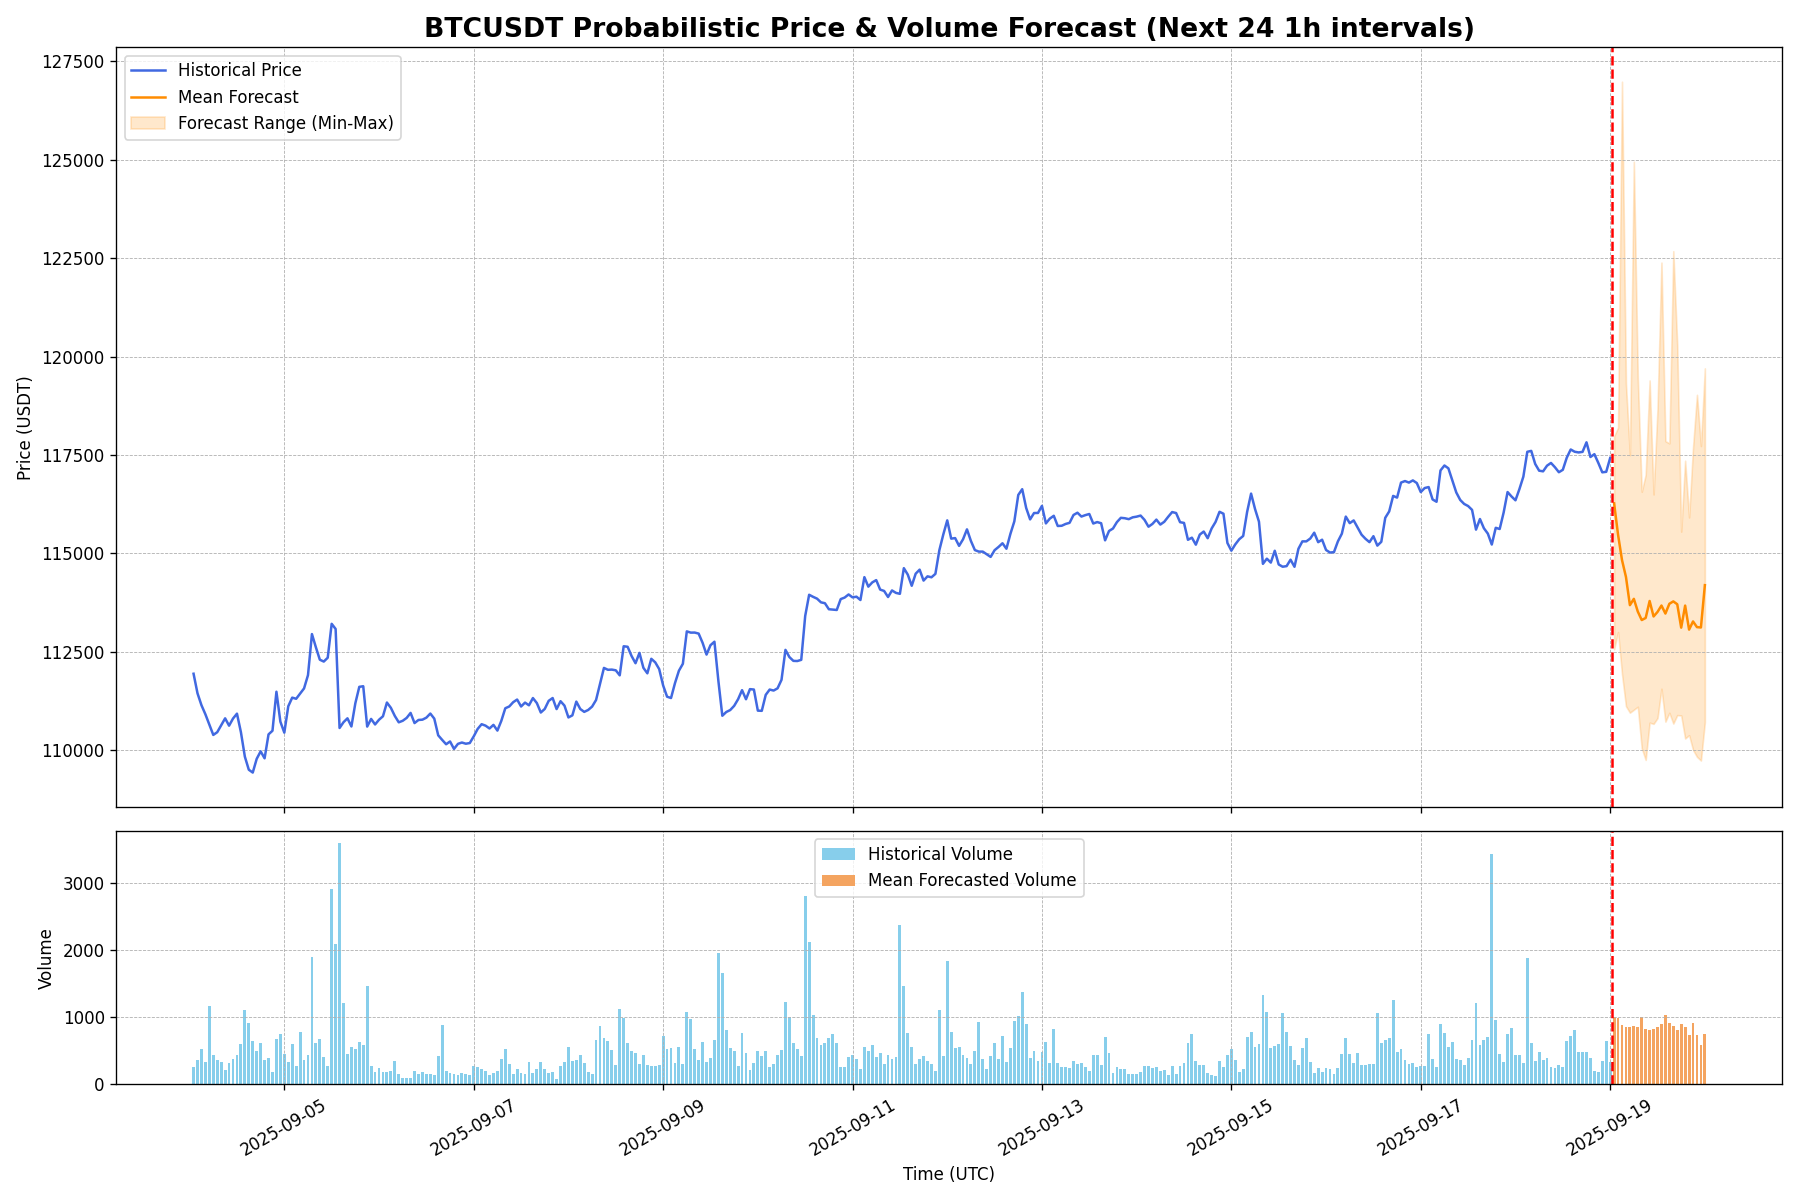 BTCUSDT Probabilistic Price & Volume Forecast (Next 24 1h intervals)
Historical Price
Mean Forecast
Forecast Range (Min-Max)
Price (USDT)
127500
125000
122500
120000
117500
115000
112500
110000
Historical Volume
Mean Forecasted Volume
Volume
3000
2000
1000
0
2025-09-05
2025-09-07
2025-09-09
2025-09-11
2025-09-13
2025-09-15
2025-09-17
2025-09-19
Time (UTC)